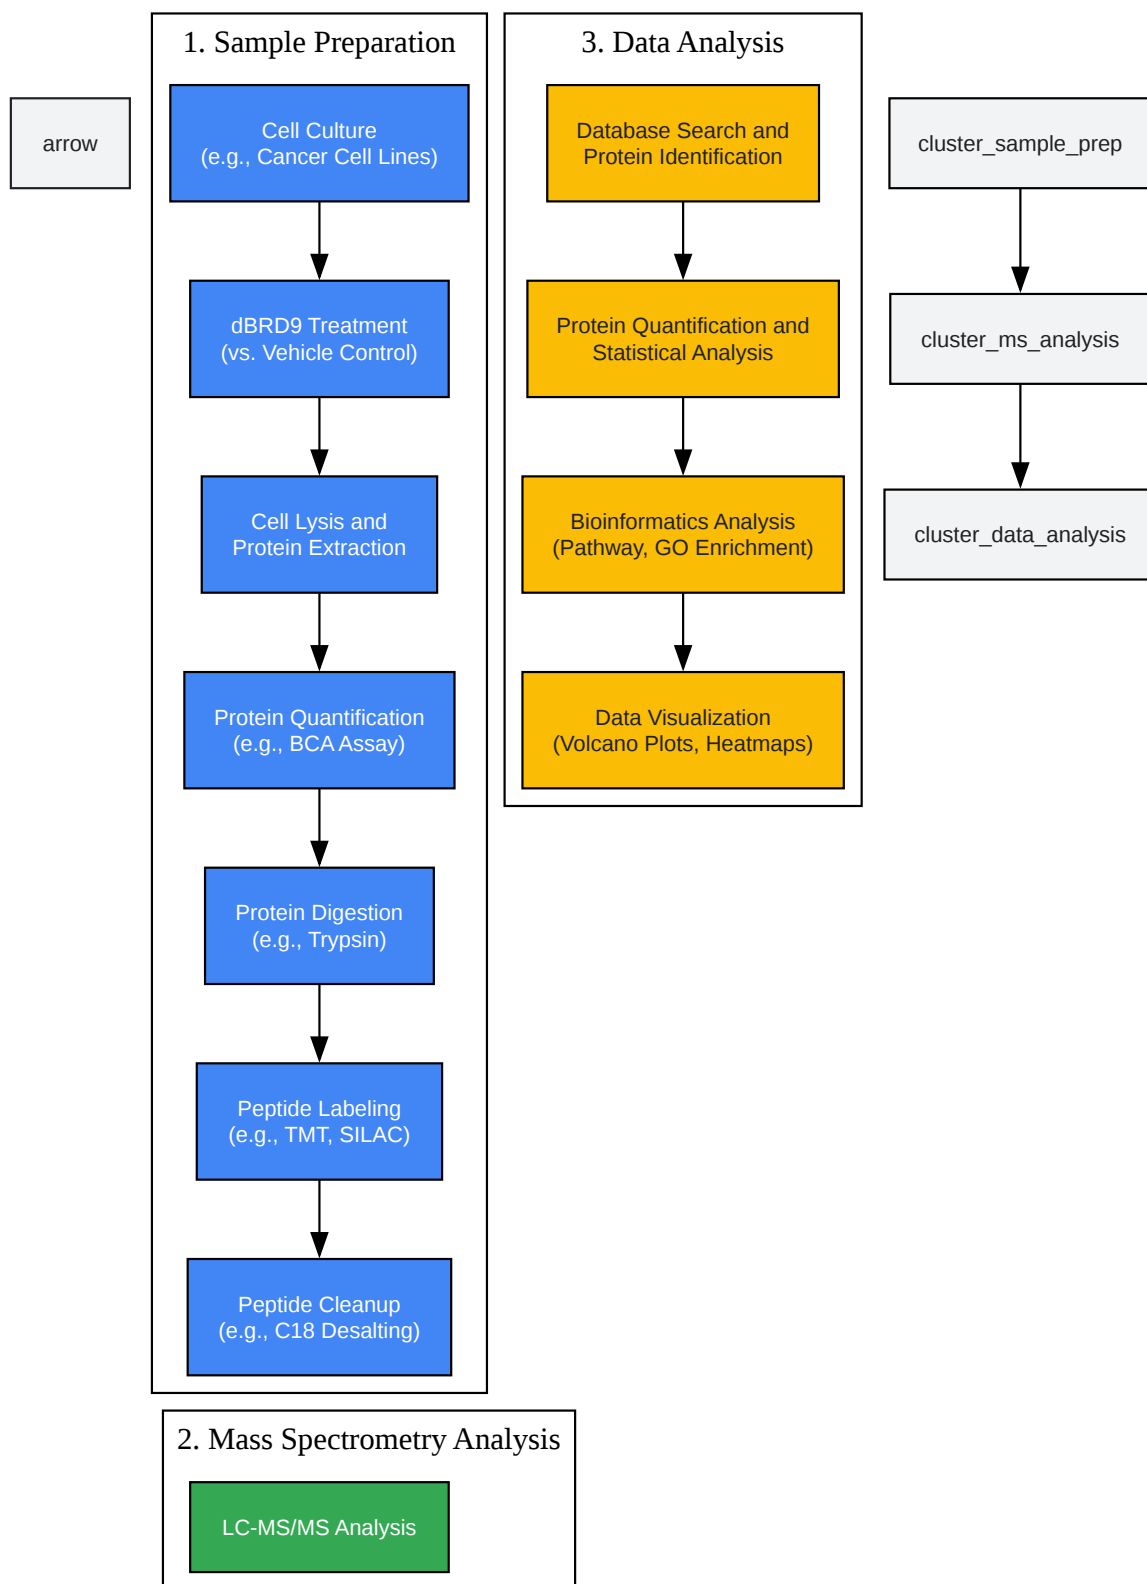 arrow
1. Sample Preparation
Cell Culture
(e.g., Cancer Cell Lines)
dBRD9 Treatment
(vs. Vehicle Control)
Cell Lysis and
Protein Extraction
Protein Quantification
(e.g., BCA Assay)
Protein Digestion
(e.g., Trypsin)
Peptide Labeling
(e.g., TMT, SILAC)
Peptide Cleanup
(e.g., C18 Desalting)
2. Mass Spectrometry Analysis
LC-MS/MS Analysis
3. Data Analysis
Database Search and
Protein Identification
Protein Quantification and
Statistical Analysis
Bioinformatics Analysis
(Pathway, GO Enrichment)
Data Visualization
(Volcano Plots, Heatmaps)
cluster_sample_prep
cluster_ms_analysis
cluster_data_analysis